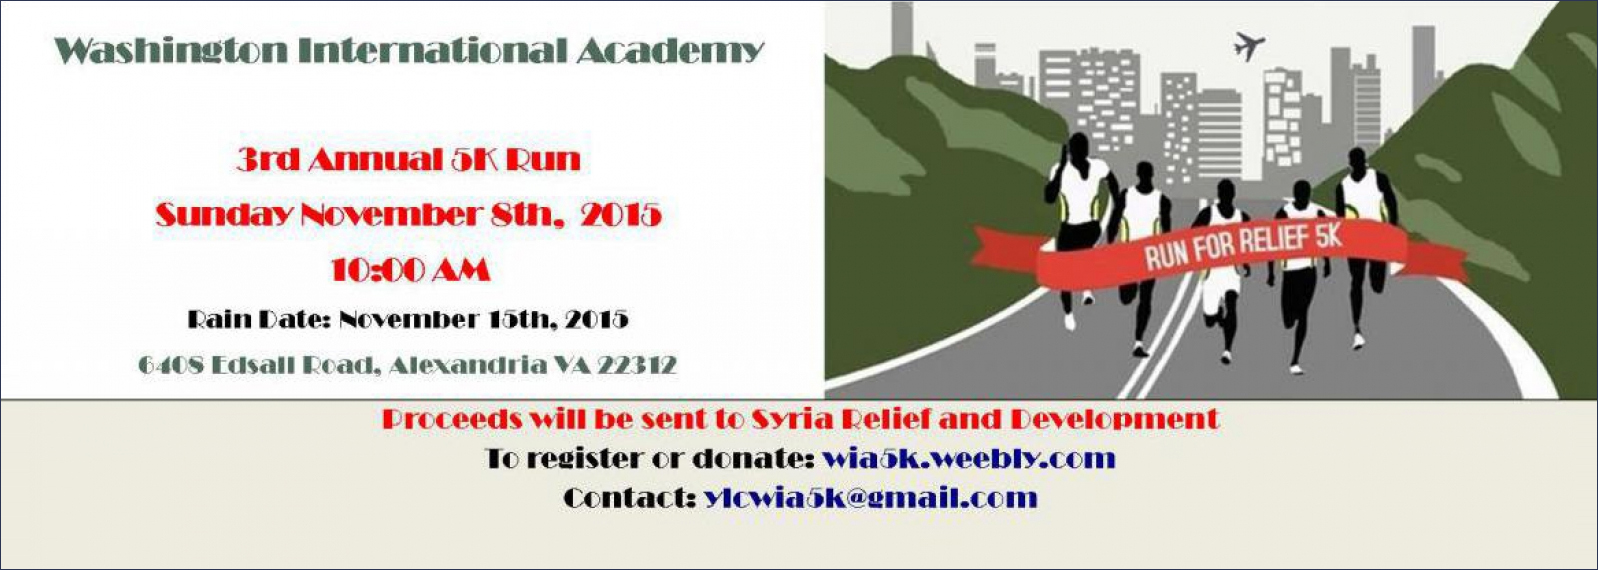 Washington International Academy
3rd Annual 5K Run
Sunday November 8th, 2015
10:00 AM
Rain Date: November 15th, 2015
6408 Edsall Road, Alexandria VA 22312
RUN FOR RELIEF 5K
Proceeds will be sent to Syria Relief and Development
To register or donate: wia5k.weebly.com
Contact: ylcwia5k@gmail.com